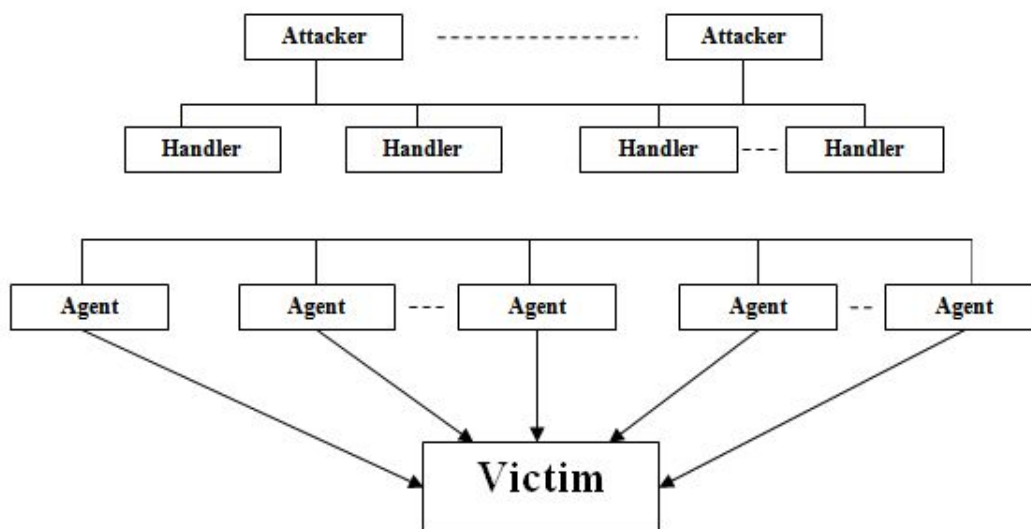 Attacker
Attacker
Handler
Handler
Handler
Handler
Agent
Agent
Agent
Agent
Agent
Victim